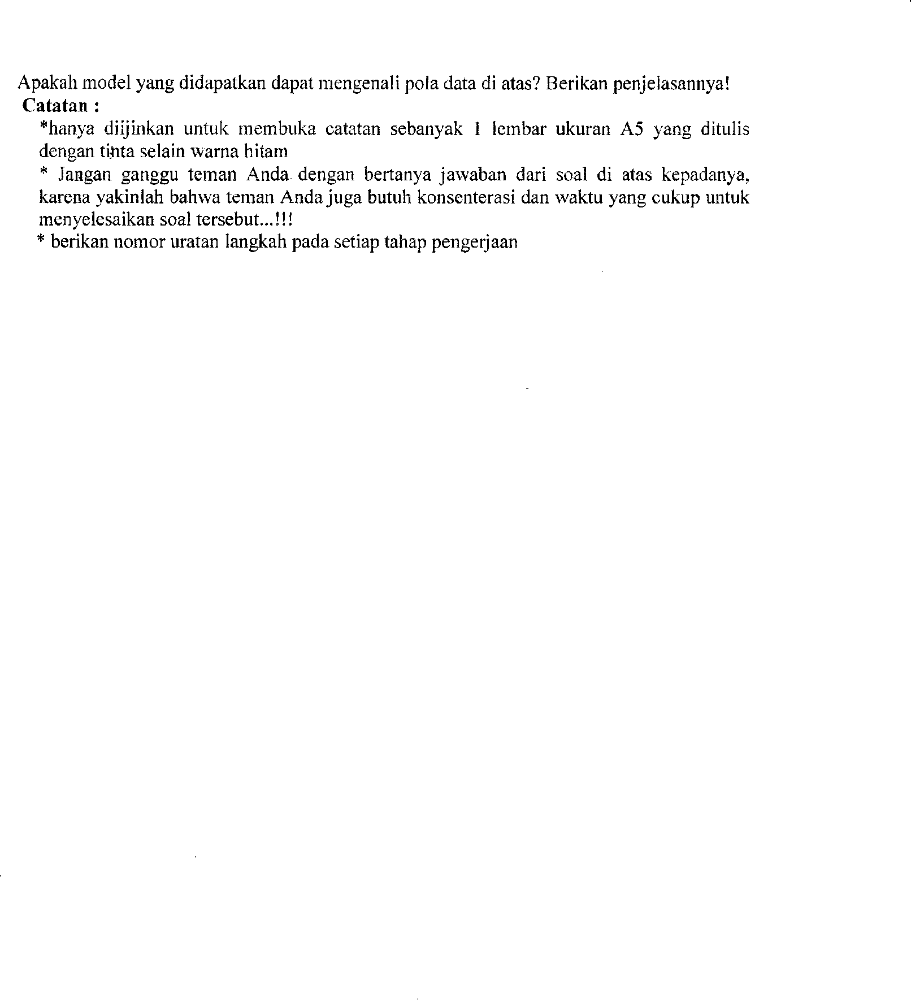 Apakah model yang didapatkan dapat mengenali pola data di atas? Berikan penjelasannya!
Catatan :
*hanya diijinkan untuk membuka catatan sebanyak 1 lembar ukuran A5 yang ditulis
dengan tinta selain warna hitam
* Jangan ganggu teman Anda dengan bertanya jawaban dari soal di atas kepadanya,
karena yakinlah bahwa teman Anda juga butuh konsenterasi dan waktu yang cukup untuk
menyelesaikan soal tersebut...!!!
* berikan nomor uratan langkah pada setiap tahap pengerjaan